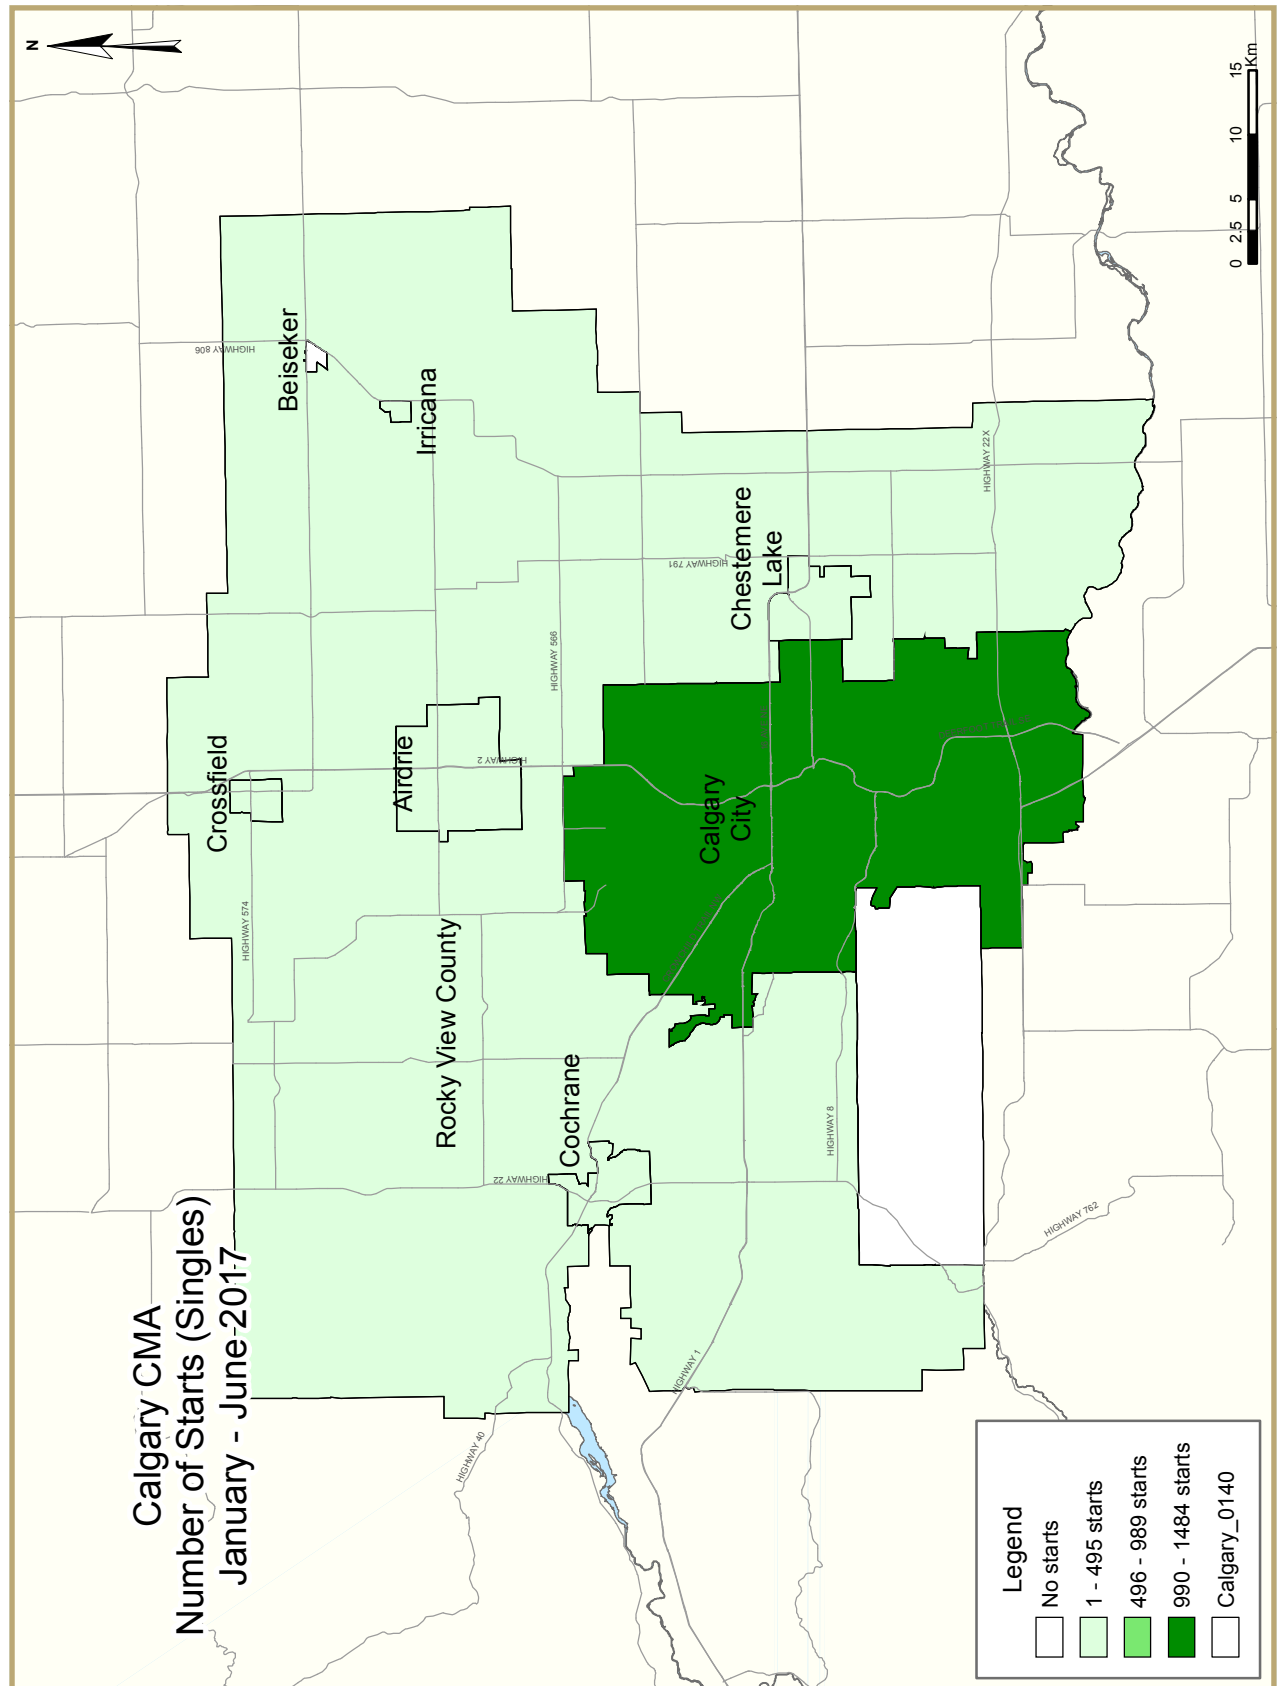 Calgary CMA
Number of Starts (Singles)
January - June 2017
N
Crossfield
Beiseker
Irricana
Airdrie
Rocky View County
Cochrane
Calgary
City
Chestemere
Lake
HIGHWAY 806
HIGHWAY 574
HIGHWAY 2
HIGHWAY 566
HIGHWAY 791
HIGHWAY 22
HIGHWAY 22X
HIGHWAY 8
HIGHWAY 40
HIGHWAY 1
HIGHWAY 762
Legend
No starts
1 - 495 starts
496 - 989 starts
990 - 1484 starts
Calgary_0140
0 2.5 5 10 15
Km